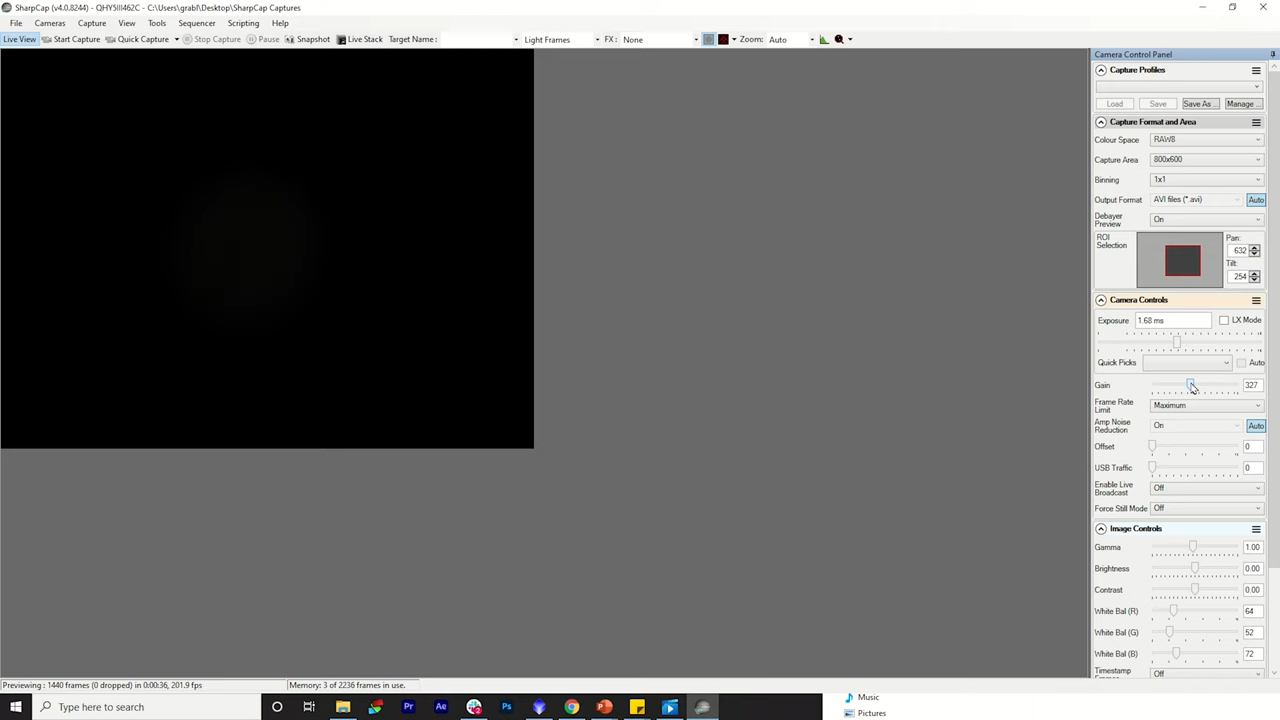 SharpCap (v4.0.8244) - QHY5III462C - C:\Users\grabl\Desktop\SharpCap Captures
File Cameras Capture View Tools Sequencer Scripting Help
Live View Start Capture Quick Capture Stop Capture Pause Snapshot Live Stack Target Name: Light Frames FX: None Zoom: Auto
Camera Control Panel
Capture Profiles
Load Save Save As ... Manage ...
Capture Format and Area
Colour Space RAW8
Capture Area 800x600
Binning 1x1
Output Format AVI files (*.avi) Auto
Debayer
Preview On
ROI
Selection
Pan:
632
Tilt:
254
Camera Controls
Exposure 1.68 ms LX Mode
Quick Picks Auto
Gain 327
Frame Rate
Limit Maximum
Amp Noise
Reduction On Auto
Offset 0
USB Traffic 0
Enable Live
Broadcast Off
Force Still Mode Off
Image Controls
Gamma 1.00
Brightness 0.00
Contrast 0.00
White Bal (R) 64
White Bal (G) 52
White Bal (B) 72
Timestamp
Off
Previewing : 1440 frames (0 dropped) in 0:00:36, 201.9 fps Memory: 3 of 2236 frames in use.
Type here to search Pr Ae Ps
Music
Pictures